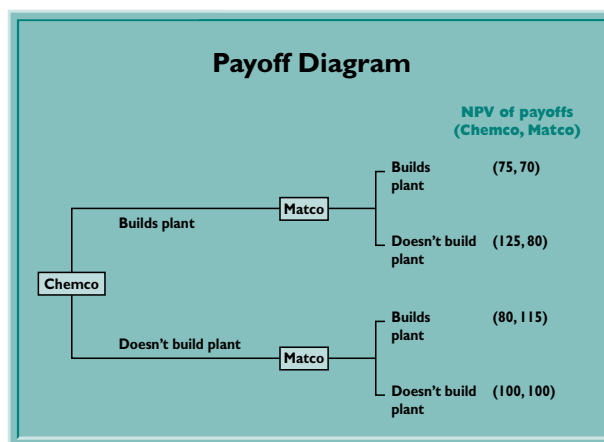 Payoff Diagram
NPV of payoffs
(Chemco, Matco)
Builds
plant
(75, 70)
Matco
Builds plant
Doesn't build
plant
(125, 80)
Chemco
Builds
plant
(80, 115)
Doesn't build plant
Matco
Doesn't build
plant
(100, 100)